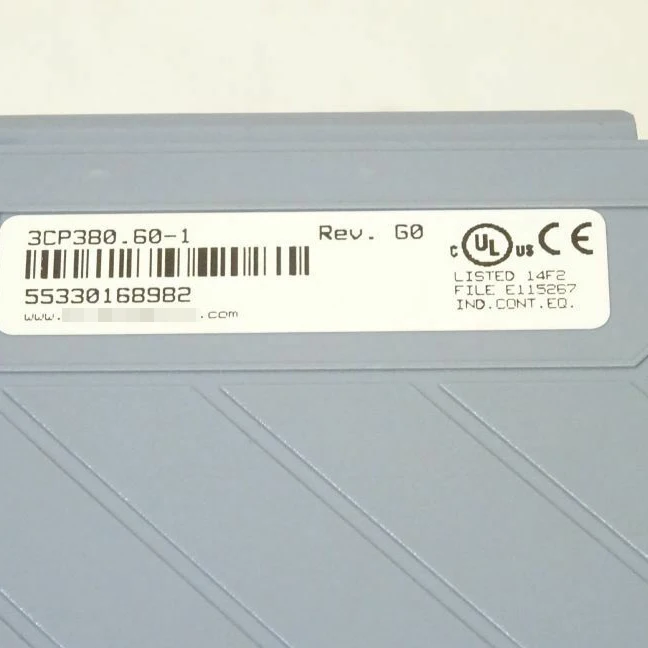 3CP380.60-1 Rev. G0
55330168982
www. .com
c UL us CE
LISTED 14F2
FILE E115267
IND.CONT.EQ.